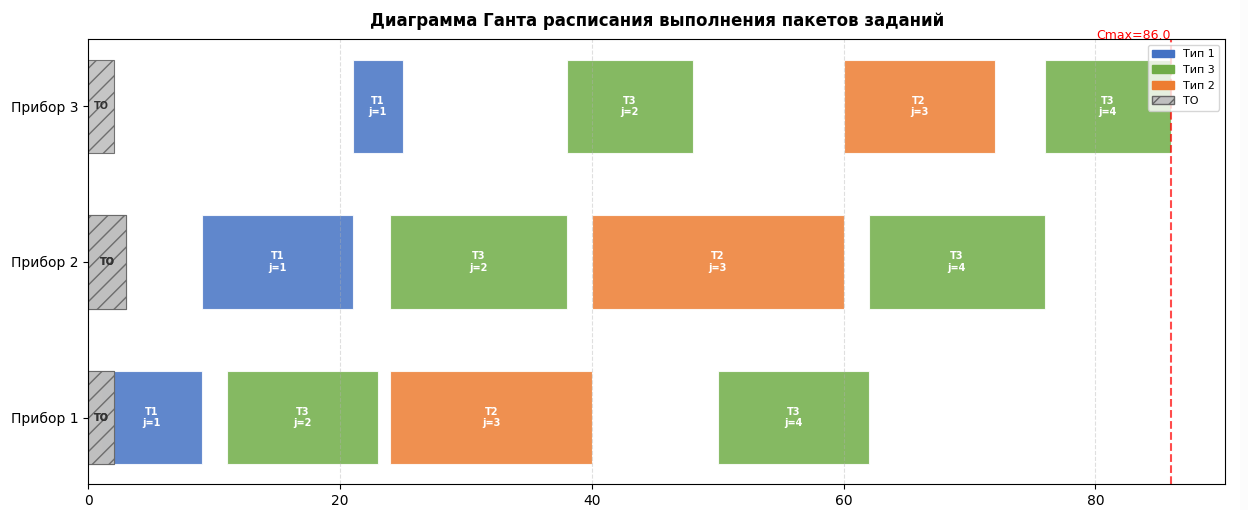 Диаграмма Ганта расписания выполнения пакетов заданий
Cmax=86.0
Тип 1
Тип 3
Тип 2
ТО
Прибор 3
ТО
T1
j=1
T3
j=2
T2
j=3
T3
j=4
Прибор 2
ТО
T1
j=1
T3
j=2
T2
j=3
T3
j=4
Прибор 1
ТО
T1
j=1
T3
j=2
T2
j=3
T3
j=4
0 20 40 60 80